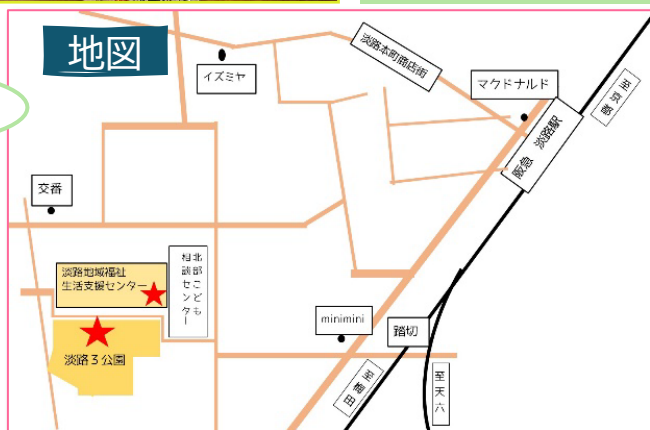 地図
イズミヤ
淡路本町商店街
マクドナルド
至京都
阪急 淡路駅
交番
淡路地域福祉
生活支援センター
北部こども
相談センター
淡路3公園
minimini
踏切
至梅田
至天六